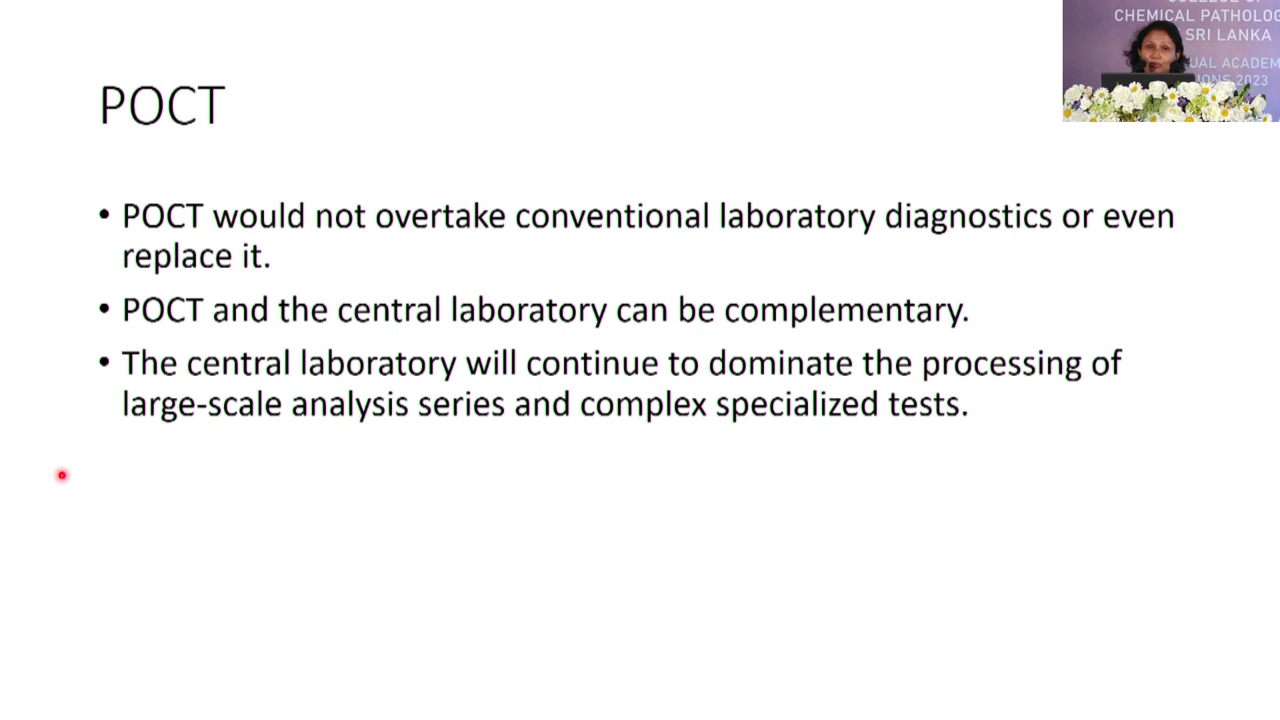 COLLEGE OF
CHEMICAL PATHOLOG
SRI LANKA
UAL ACADEM
IONS 2023
POCT
• POCT would not overtake conventional laboratory diagnostics or even
replace it.
• POCT and the central laboratory can be complementary.
• The central laboratory will continue to dominate the processing of
large-scale analysis series and complex specialized tests.